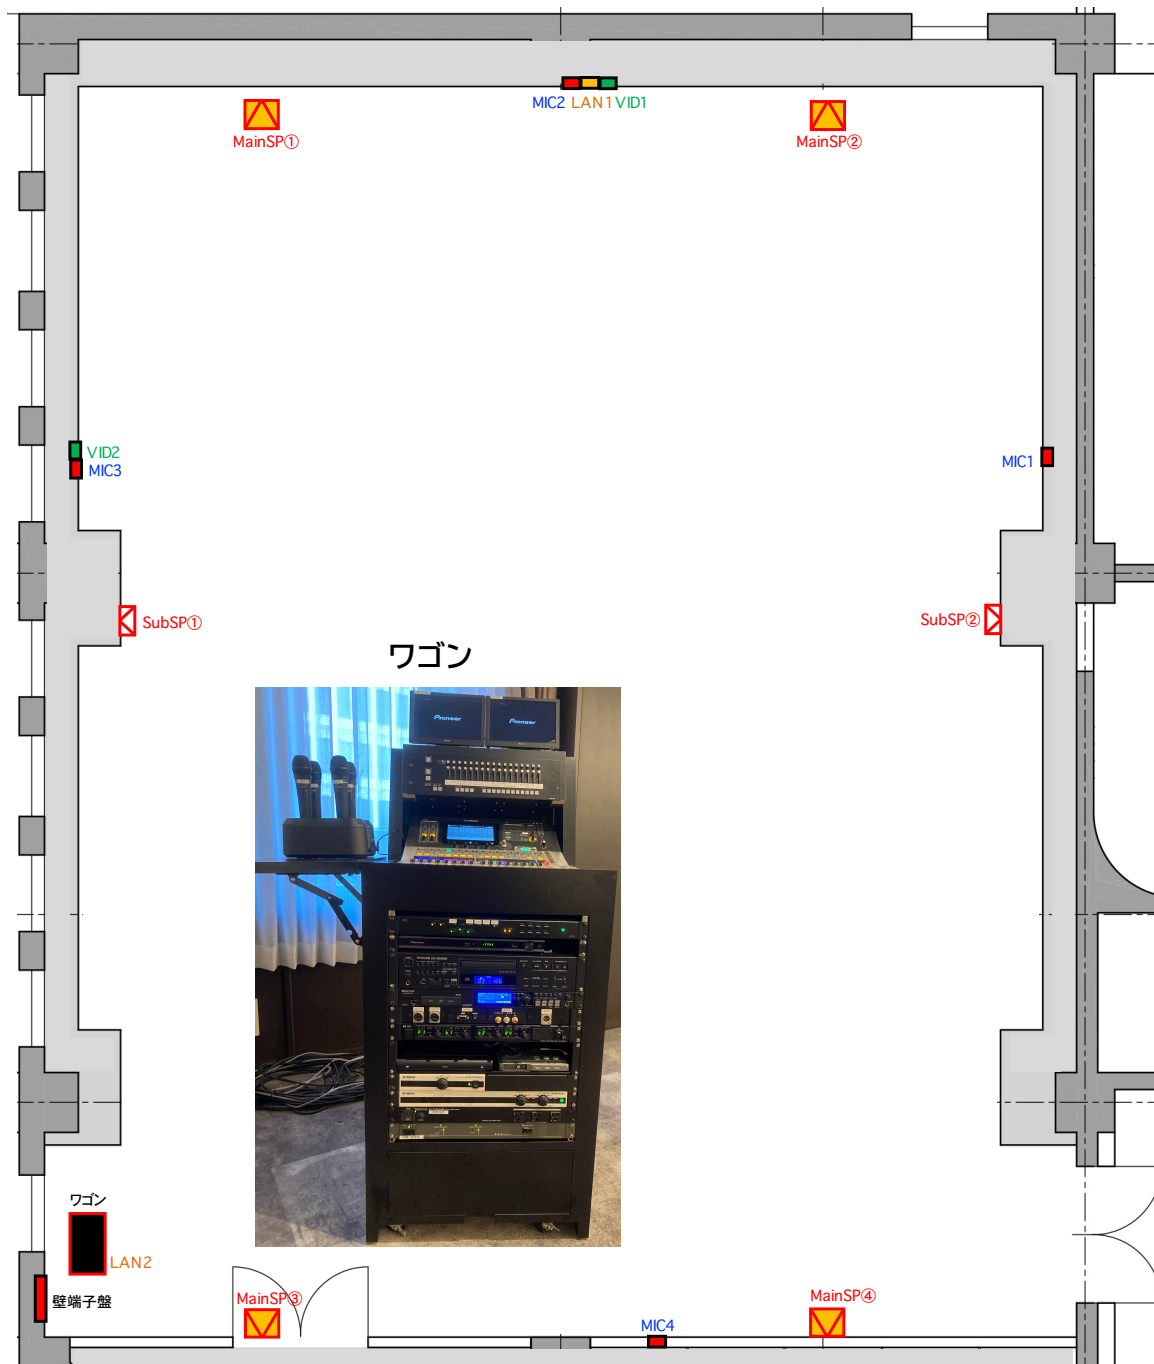 MIC2 LAN1 VID1
MainSP①
MainSP②
VID2
MIC3
MIC1
SubSP①
SubSP②
ワゴン
Pioneer
Pioneer
ワゴン
LAN2
壁端子盤
MainSP③
MainSP④
MIC4